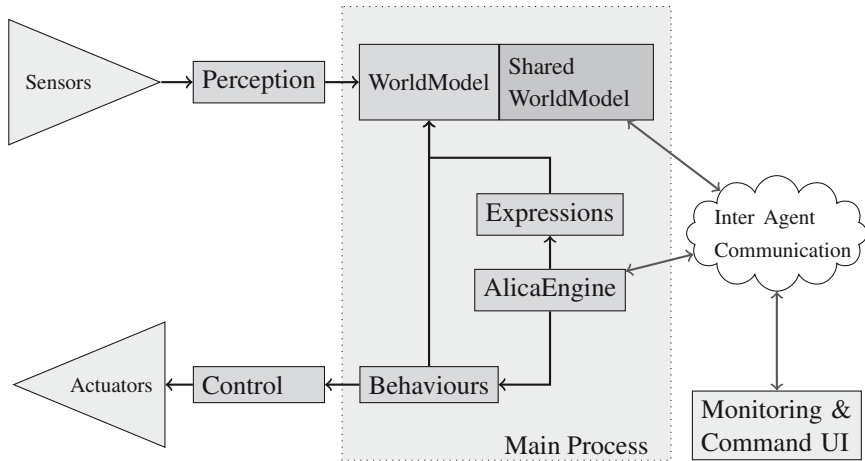 Sensors
Perception
WorldModel
Shared
WorldModel
Expressions
Inter Agent
Communication
AlicaEngine
Actuators
Control
Behaviours
Monitoring &
Command UI
Main Process